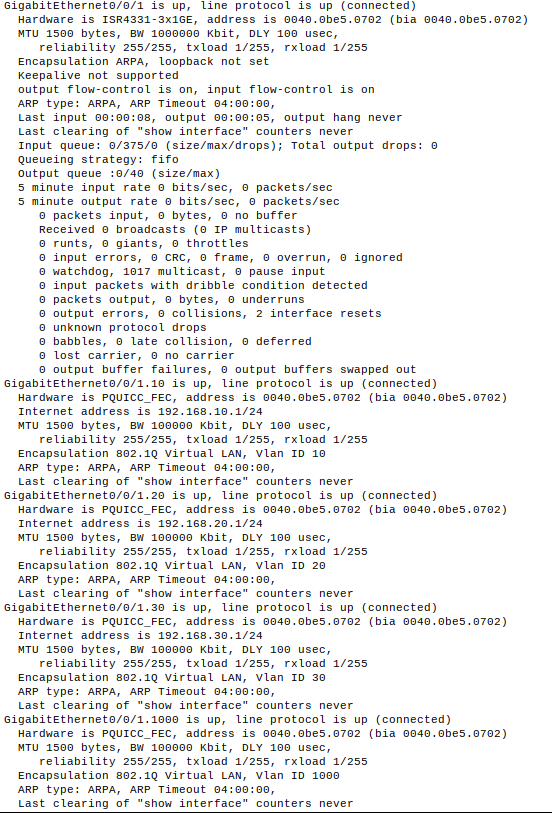 GigabitEthernet0/0/1 is up, line protocol is up (connected)
Hardware is ISR4331-3x1GE, address is 0040.0be5.0702 (bia 0040.0be5.0702)
MTU 1500 bytes, BW 1000000 Kbit, DLY 100 usec,
reliability 255/255, txload 1/255, rxload 1/255
Encapsulation ARPA, loopback not set
Keepalive not supported
output flow-control is on, input flow-control is on
ARP type: ARPA, ARP Timeout 04:00:00,
Last input 00:00:08, output 00:00:05, output hang never
Last clearing of "show interface" counters never
Input queue: 0/375/0 (size/max/drops); Total output drops: 0
Queueing strategy: fifo
Output queue :0/40 (size/max)
5 minute input rate 0 bits/sec, 0 packets/sec
5 minute output rate 0 bits/sec, 0 packets/sec
0 packets input, 0 bytes, 0 no buffer
Received 0 broadcasts (0 IP multicasts)
0 runts, 0 giants, 0 throttles
0 input errors, 0 CRC, 0 frame, 0 overrun, 0 ignored
0 watchdog, 1017 multicast, 0 pause input
0 input packets with dribble condition detected
0 packets output, 0 bytes, 0 underruns
0 output errors, 0 collisions, 2 interface resets
0 unknown protocol drops
0 babbles, 0 late collision, 0 deferred
0 lost carrier, 0 no carrier
0 output buffer failures, 0 output buffers swapped out
GigabitEthernet0/0/1.10 is up, line protocol is up (connected)
Hardware is PQUICC_FEC, address is 0040.0be5.0702 (bia 0040.0be5.0702)
Internet address is 192.168.10.1/24
MTU 1500 bytes, BW 100000 Kbit, DLY 100 usec,
reliability 255/255, txload 1/255, rxload 1/255
Encapsulation 802.1Q Virtual LAN, Vlan ID 10
ARP type: ARPA, ARP Timeout 04:00:00,
Last clearing of "show interface" counters never
GigabitEthernet0/0/1.20 is up, line protocol is up (connected)
Hardware is PQUICC_FEC, address is 0040.0be5.0702 (bia 0040.0be5.0702)
Internet address is 192.168.20.1/24
MTU 1500 bytes, BW 100000 Kbit, DLY 100 usec,
reliability 255/255, txload 1/255, rxload 1/255
Encapsulation 802.1Q Virtual LAN, Vlan ID 20
ARP type: ARPA, ARP Timeout 04:00:00,
Last clearing of "show interface" counters never
GigabitEthernet0/0/1.30 is up, line protocol is up (connected)
Hardware is PQUICC_FEC, address is 0040.0be5.0702 (bia 0040.0be5.0702)
Internet address is 192.168.30.1/24
MTU 1500 bytes, BW 100000 Kbit, DLY 100 usec,
reliability 255/255, txload 1/255, rxload 1/255
Encapsulation 802.1Q Virtual LAN, Vlan ID 30
ARP type: ARPA, ARP Timeout 04:00:00,
Last clearing of "show interface" counters never
GigabitEthernet0/0/1.1000 is up, line protocol is up (connected)
Hardware is PQUICC_FEC, address is 0040.0be5.0702 (bia 0040.0be5.0702)
MTU 1500 bytes, BW 100000 Kbit, DLY 100 usec,
reliability 255/255, txload 1/255, rxload 1/255
Encapsulation 802.1Q Virtual LAN, Vlan ID 1000
ARP type: ARPA, ARP Timeout 04:00:00,
Last clearing of "show interface" counters never